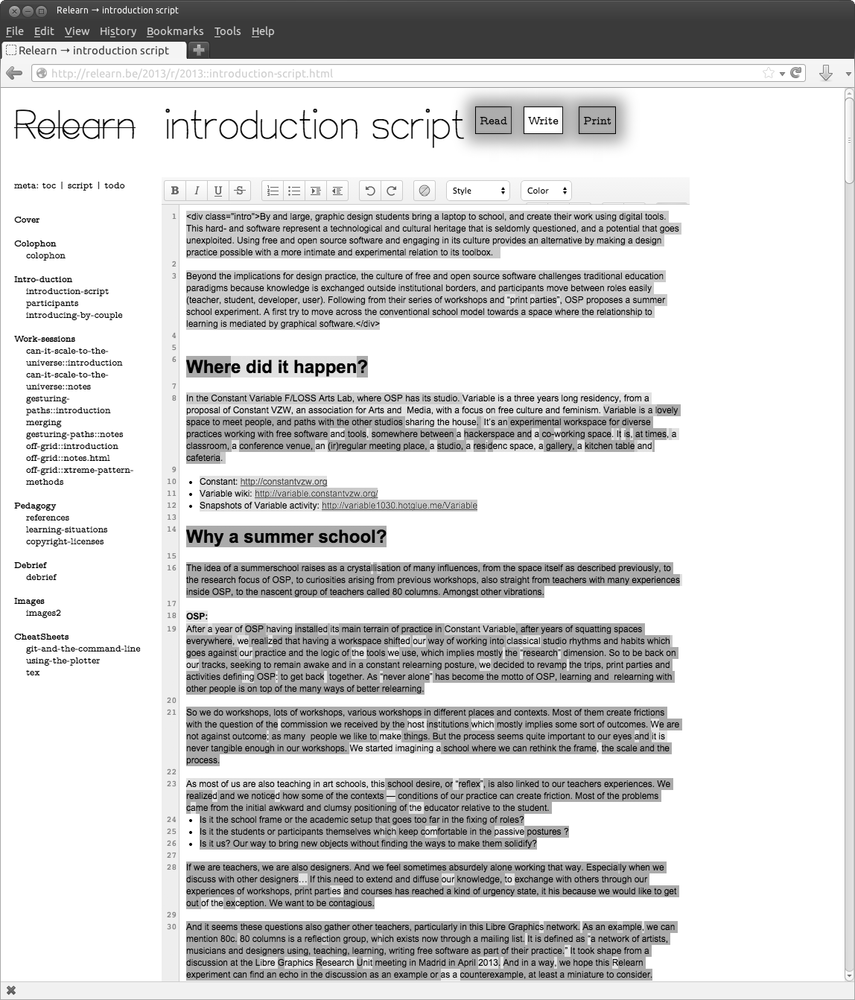 Relearn → introduction script
File Edit View History Bookmarks Tools Help
Relearn → introduction script
http://relearn.be/2013/r/2013::introduction-script.html
Relearn introduction script Read Write Print
meta: toc | script | todo
Cover
Colophon
colophon
Intro-duction
introduction-script
participants
introducing-by-couple
Work-sessions
can-it-scale-to-the-
universe::introduction
can-it-scale-to-the-
universe::notes
gesturing-
paths::introduction
merging
gesturing-paths::notes
off-grid::introduction
off-grid::notes.html
off-grid::xtreme-pattern-
methods
Pedagogy
references
learning-situations
copyright-licenses
Debrief
debrief
Images
images2
CheatSheets
git-and-the-command-line
using-the-plotter
tex
B I U S Style Color
1 <div class="intro">By and large, graphic design students bring a laptop to school, and create their work using digital tools.
This hard- and software represent a technological and cultural heritage that is seldomly questioned, and a potential that goes
unexploited. Using free and open source software and engaging in its culture provides an alternative by making a design
practice possible with a more intimate and experimental relation to its toolbox.
2
3 Beyond the implications for design practice, the culture of free and open source software challenges traditional education
paradigms because knowledge is exchanged outside institutional borders, and participants move between roles easily
(teacher, student, developer, user). Following from their series of workshops and "print parties", OSP proposes a summer
school experiment. A first try to move across the conventional school model towards a space where the relationship to
learning is mediated by graphical software.</div>
4
5
6 Where did it happen?
7
8 In the Constant Variable F/LOSS Arts Lab, where OSP has its studio. Variable is a three years long residency, from a
proposal of Constant VZW, an association for Arts and Media, with a focus on free culture and feminism. Variable is a lovely
space to meet people, and paths with the other studios sharing the house. It's an experimental workspace for diverse
practices working with free software and tools, somewhere between a hackerspace and a co-working space. It is, at times, a
classroom, a conference venue, an (ir)regular meeting place, a studio, a residenc space, a gallery, a kitchen table and
cafeteria.
9
10 • Constant: http://constantvzw.org
11 • Variable wiki: http://variable.constantvzw.org/
12 • Snapshots of Variable activity: http://variable1030.hotglue.me/Variable
13
14 Why a summer school?
15
16 The idea of a summerschool raises as a crystallisation of many influences, from the space itself as described previously, to
the research focus of OSP, to curiosities arising from previous workshops, also straight from teachers with many experiences
inside OSP, to the nascent group of teachers called 80 columns. Amongst other vibrations.
17
18 OSP:
19 After a year of OSP having installed its main terrain of practice in Constant Variable, after years of squatting spaces
everywhere, we realized that having a workspace shifted our way of working into classical studio rhythms and habits which
goes against our practice and the logic of the tools we use, which implies mostly the "research" dimension. So to be back on
our tracks, seeking to remain awake and in a constant relearning posture, we decided to revamp the trips, print parties and
activities defining OSP: to get back together. As "never alone" has become the motto of OSP, learning and relearning with
other people is on top of the many ways of better relearning.
20
21 So we do workshops, lots of workshops, various workshops in different places and contexts. Most of them create frictions
with the question of the commission we received by the host institutions which mostly implies some sort of outcomes. We are
not against outcome; as many people we like to make things. But the process seems quite important to our eyes and it is
never tangible enough in our workshops. We started imagining a school where we can rethink the frame, the scale and the
process.
22
23 As most of us are also teaching in art schools, this school desire, or "reflex", is also linked to our teachers experiences. We
realized and we noticed how some of the contexts — conditions of our practice can create friction. Most of the problems
came from the initial awkward and clumsy positioning of the educator relative to the student.
24 • Is it the school frame or the academic setup that goes too far in the fixing of roles?
25 • Is it the students or participants themselves which keep comfortable in the passive postures ?
26 • Is it us? Our way to bring new objects without finding the ways to make them solidify?
27
28 If we are teachers, we are also designers. And we feel sometimes absurdely alone working that way. Especially when we
discuss with other designers... If this need to extend and diffuse our knowledge, to exchange with others through our
experiences of workshops, print parties and courses has reached a kind of urgency state, it his because we would like to get
out of the exception. We want to be contagious.
29
30 And it seems these questions also gather other teachers, particularly in this Libre Graphics network. As an example, we can
mention 80c. 80 columns is a reflection group, which exists now through a mailing list. It is defined as "a network of artists,
musicians and designers using, teaching, learning, writing free software as part of their practice." It took shape from a
discussion at the Libre Graphics Research Unit meeting in Madrid in April 2013. And in a way, we hope this Relearn
experiment can find an echo in the discussion as an example or as a counterexample, at least a miniature to consider.